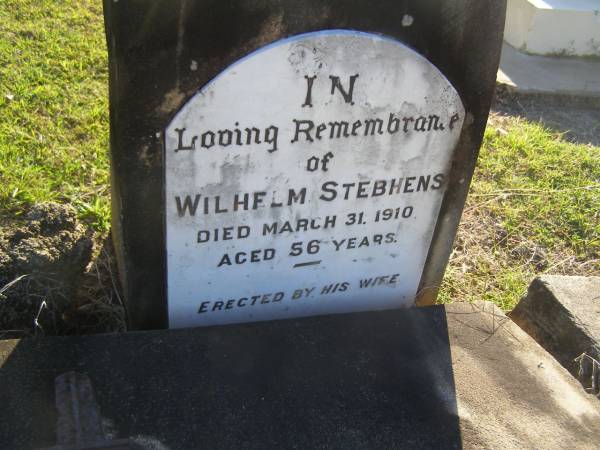 IN
Loving Remembrance
of
WILHELM STEBHENS
DIED MARCH 31. 1910
AGED 56 YEARS.
ERECTED BY HIS WIFE